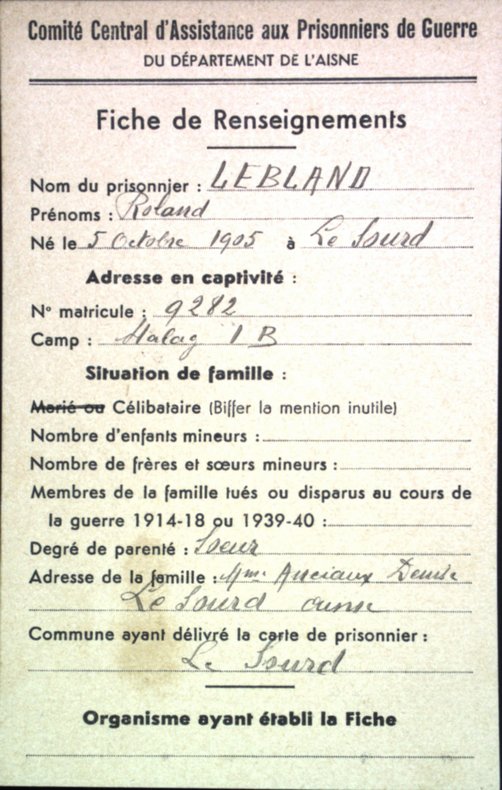 Comité Central d'Assistance aux Prisonniers de Guerre
DU DÉPARTEMENT DE L'AISNE
Fiche de Renseignements
Nom du prisonnier : LEBLAND
Prénoms : Roland
Né le 5 Octobre 1905 à Le Sourd
Adresse en captivité :
N° matricule : 9282
Camp : Stalag I B
Situation de famille :
Marié ou Célibataire (Biffer la mention inutile)
Nombre d'enfants mineurs :
Nombre de frères et sœurs mineurs :
Membres de la famille tués ou disparus au cours de
la guerre 1914-18 ou 1939-40 :
Degré de parenté : Soeur
Adresse de la famille : Mme Anciaux Denise
Le Sourd aisne
Commune ayant délivré la carte de prisonnier :
Le Sourd
Organisme ayant établi la Fiche